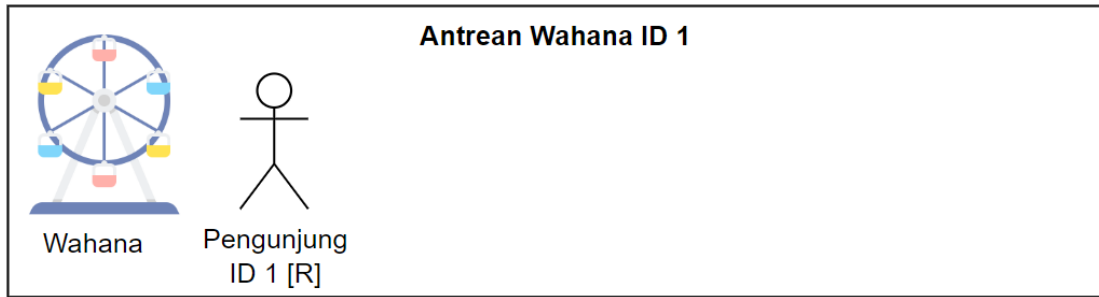 Antrean Wahana ID 1
Wahana
Pengunjung
ID 1 [R]